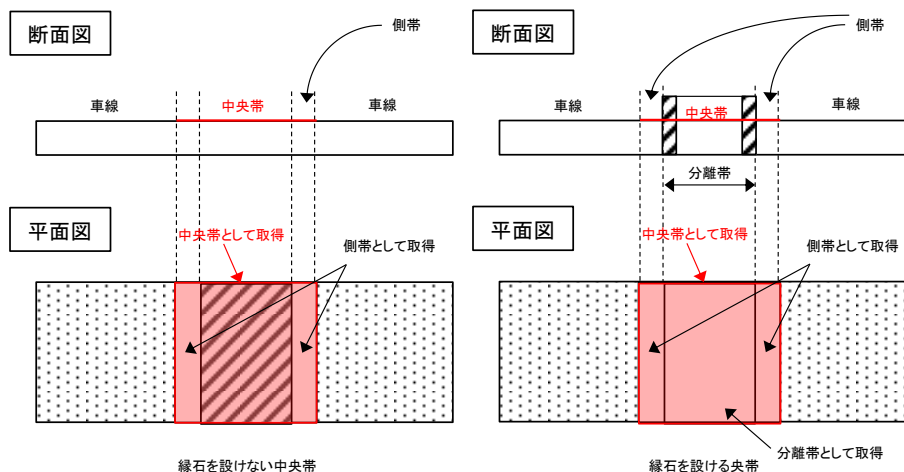 断面図
側帯
車線
中央帯
車線
平面図
中央帯として取得
側帯として取得
縁石を設けない中央帯
断面図
側帯
車線
中央帯
車線
分離帯
平面図
中央帯として取得
側帯として取得
分離帯として取得
縁石を設ける央帯